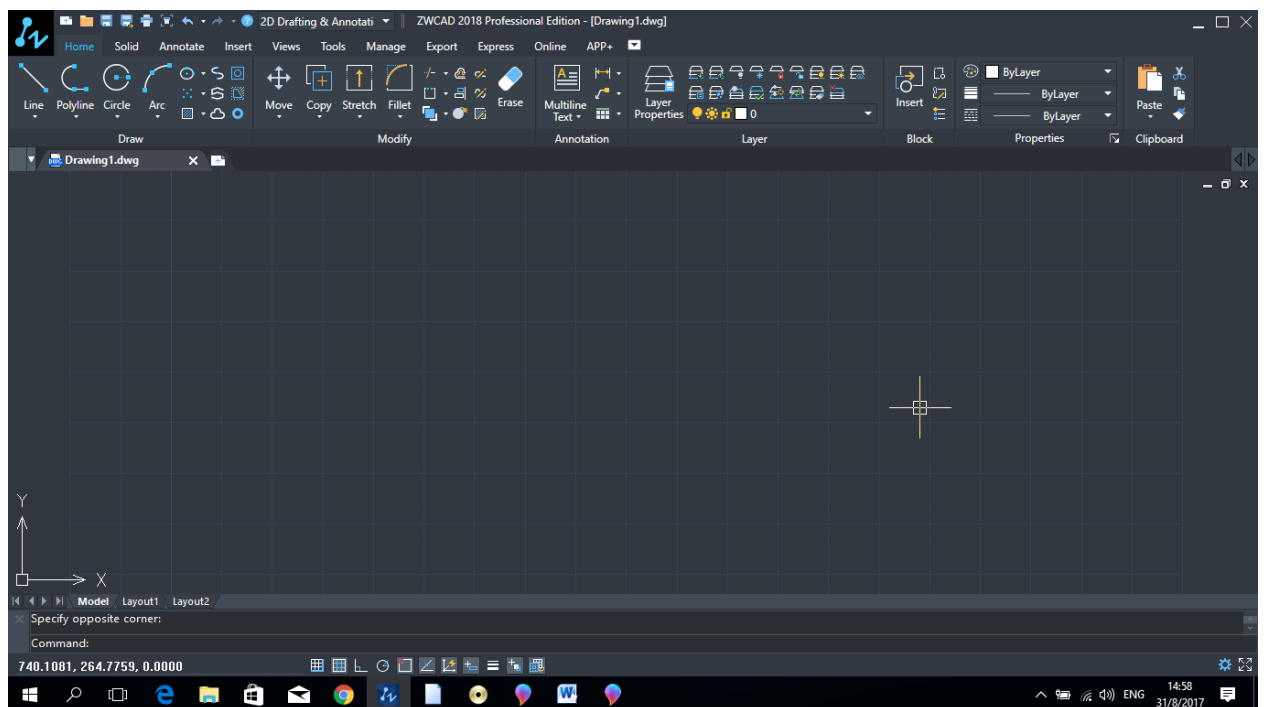 2D Drafting & Annotati ZWCAD 2018 Professional Edition - [Drawing1.dwg]
Home Solid Annotate Insert Views Tools Manage Export Express Online APP+
Line Polyline Circle Arc Move Copy Stretch Fillet Erase Multiline Text Layer Properties 0 Insert ByLayer ByLayer ByLayer Paste
Draw Modify Annotation Layer Block Properties Clipboard
Drawing1.dwg
Y
X
Model Layout1 Layout2
Specify opposite corner:
Command:
740.1081, 264.7759, 0.0000
ENG 14:58
31/8/2017